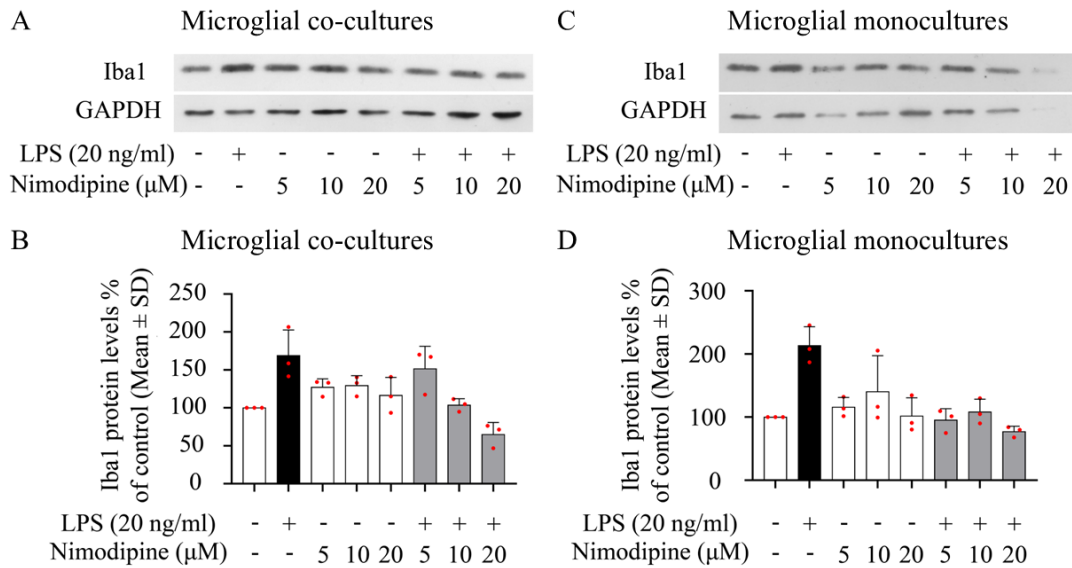 A Microglial co-cultures
Iba1
GAPDH
LPS (20 ng/ml) - + - - - + + +
Nimodipine (μM) - - 5 10 20 5 10 20
B Microglial co-cultures
Iba1 protein levels %
of control (Mean ± SD)
250
200
150
100
50
0
LPS (20 ng/ml) - + - - - + + +
Nimodipine (μM) - - 5 10 20 5 10 20
C Microglial monocultures
Iba1
GAPDH
LPS (20 ng/ml) - + - - - + + +
Nimodipine (μM) - - 5 10 20 5 10 20
D Microglial monocultures
Iba1 protein levels %
of control (Mean ± SD)
300
200
100
0
LPS (20 ng/ml) - + - - - + + +
Nimodipine (μM) - - 5 10 20 5 10 20